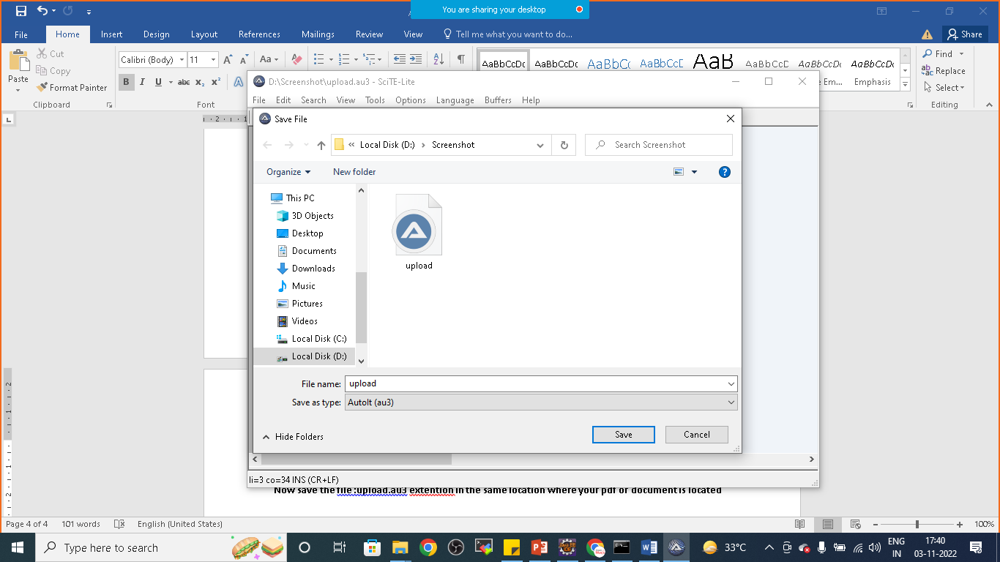 You are sharing your desktop
File Home Insert Design Layout References Mailings Review View Tell me what you want to do... Share
Cut
Copy
Paste
Format Painter
Clipboard
Calibri (Body) 11
Aa
B I U abc x₂ x² A
Font
AaBbCcDc AaBbCcDc AaBbCc AaBbCcD AaB AaBbCcD AaBbCcDc AaBbCcDc
e Em... Emphasis
Find
Replace
Select
Editing
D:\Screenshot\upload.au3 - SciTE-Lite
File Edit Search View Tools Options Language Buffers Help
Save File
« Local Disk (D:) › Screenshot
Search Screenshot
Organize New folder
This PC
3D Objects
Desktop
Documents
Downloads
Music
Pictures
Videos
Local Disk (C:)
Local Disk (D:)
upload
File name: upload
Save as type: AutoIt (au3)
Hide Folders
Save Cancel
li=3 co=34 INS (CR+LF)
Now save the file :upload.au3 extention in the same location where your pdf or document is located
Page 4 of 4 101 words English (United States) 100%
Type here to search
33°C
ENG
IN
17:40
03-11-2022